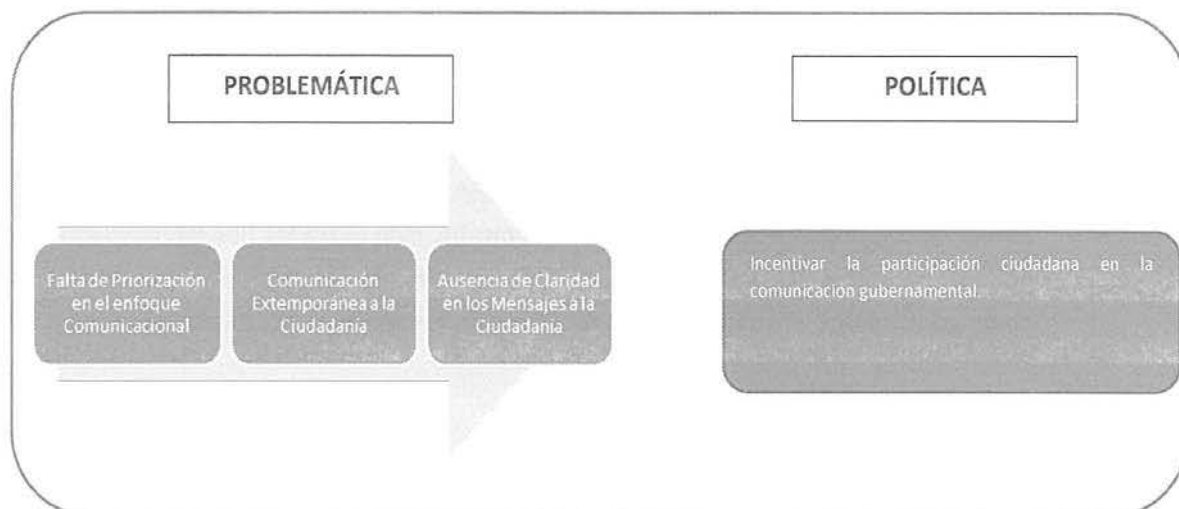 PROBLEMÁTICA
POLÍTICA
Falta de Priorización
en el enfoque
Comunicacional
Comunicación
Extemporánea a la
Ciudadanía
Ausencia de Claridad
en los Mensajes a la
Ciudadanía
Incentivar la participación ciudadana en la
comunicación gubernamental.